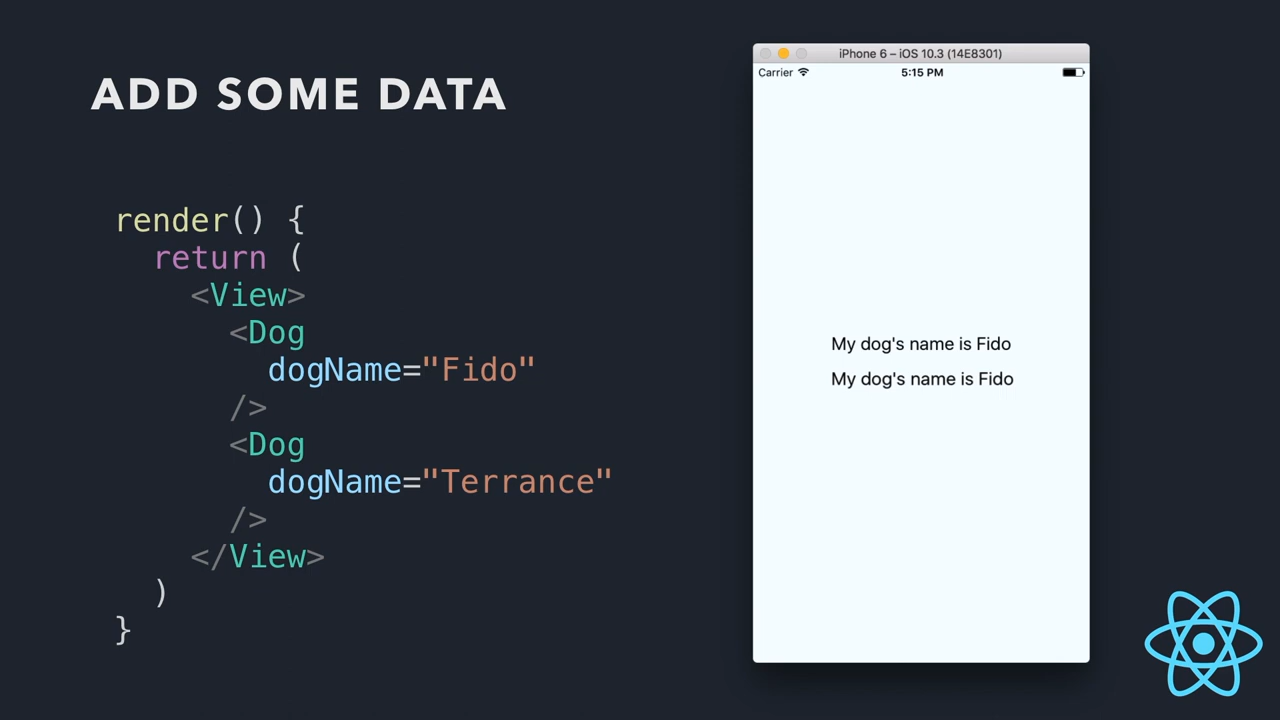 ADD SOME DATA
render() {
return (
<View>
<Dog
dogName="Fido"
/>
<Dog
dogName="Terrance"
/>
</View>
)
}
iPhone 6 – iOS 10.3 (14E8301)
Carrier 5:15 PM
My dog's name is Fido
My dog's name is Fido